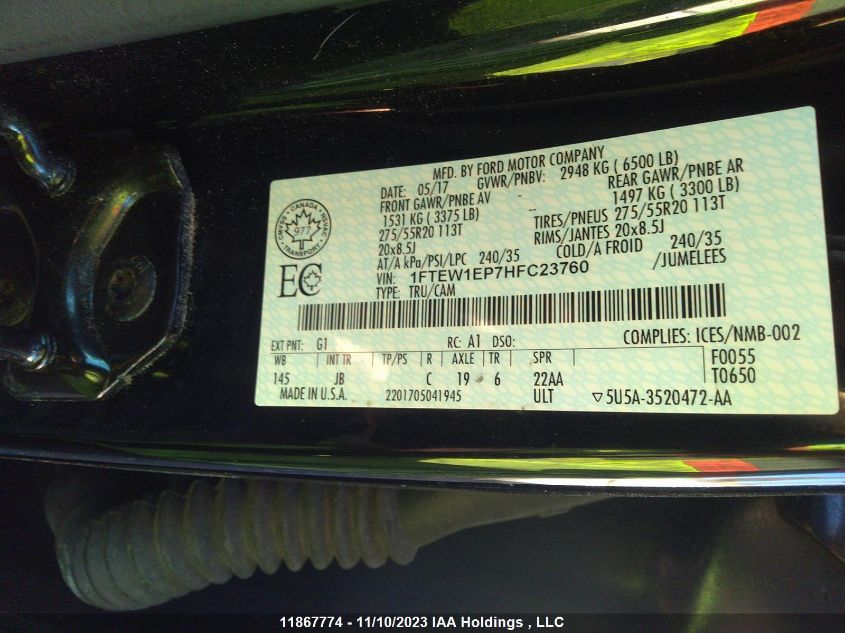 MFD. BY FORD MOTOR COMPANY
DATE: 05/17 GVWR/PNBV: 2948 KG ( 6500 LB)
FRONT GAWR/PNBE AV REAR GAWR/PNBE AR
1531 KG ( 3375 LB) 1497 KG ( 3300 LB)
275/55R20 113T TIRES/PNEUS 275/55R20 113T
20x8.5J RIMS/JANTES 20x8.5J
AT/A kPa/PSI/LPC 240/35 COLD/A FROID 240/35
VIN: 1FTEW1EP7HFC23760 /JUMELEES
TYPE: TRU/CAM
CANADA
977
TRANSPORT
EC
EXT PNT: G1 RC: A1 DSO: COMPLIES: ICES/NMB-002
WB INT TR TP/PS R AXLE TR SPR F0055
145 JB C 19 6 22AA T0650
MADE IN U.S.A. 2201705041945 ULT ▽5U5A-3520472-AA
11867774 - 11/10/2023 IAA Holdings , LLC